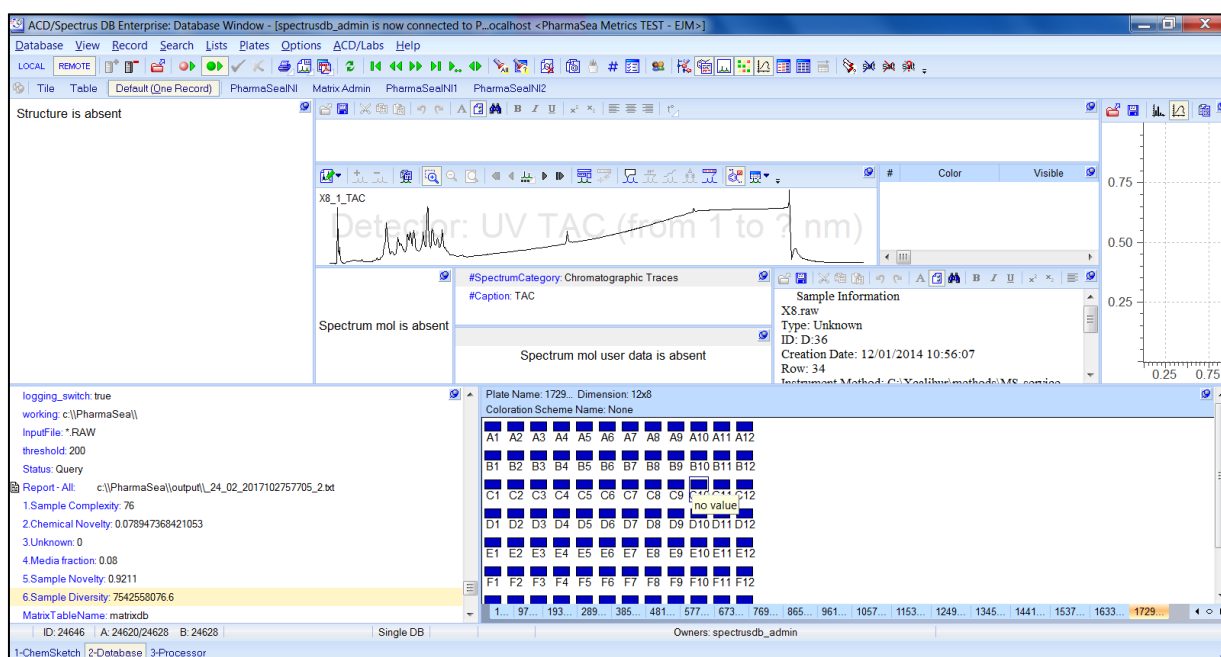 ACD/Spectrus DB Enterprise: Database Window - [spectrusdb_admin is now connected to P...ocalhost <PharmaSea Metrics TEST - EJM>]
Database View Record Search Lists Plates Options ACD/Labs Help
LOCAL REMOTE
Tile Table Default (One Record) PharmaSeaINI Matrix Admin PharmaSeaINI1 PharmaSeaINI2
Structure is absent
# Color Visible
X8_1_TAC
Detector: UV TAC (from 1 to ? nm)
0.75
0.50
0.25
0.25 0.75
Spectrum mol is absent
#SpectrumCategory: Chromatographic Traces
#Caption: TAC
Spectrum mol user data is absent
Sample Information
X8.raw
Type: Unknown
ID: D:36
Creation Date: 12/01/2014 10:56:07
Row: 34
Instrument Method: C:\Xcalibur\methods\MS_service
logging_switch: true
working: c:\\PharmaSea\\
InputFile: *.RAW
threshold: 200
Status: Query
Report - All: c:\\PharmaSea\\output\\_24_02_2017102757705_2.txt
1.Sample Complexity: 76
2.Chemical Novelty: 0.078947368421053
3.Unknown: 0
4.Media fraction: 0.08
5.Sample Novelty: 0.9211
6.Sample Diversity: 7542558076.6
MatrixTableName: matrixdb
Plate Name: 1729... Dimension: 12x8
Coloration Scheme Name: None
A1 A2 A3 A4 A5 A6 A7 A8 A9 A10 A11 A12
B1 B2 B3 B4 B5 B6 B7 B8 B9 B10 B11 B12
C1 C2 C3 C4 C5 C6 C7 C8 C9 C10 C11 C12
no value
D1 D2 D3 D4 D5 D6 D7 D8 D9 D10 D11 D12
E1 E2 E3 E4 E5 E6 E7 E8 E9 E10 E11 E12
F1 F2 F3 F4 F5 F6 F7 F8 F9 F10 F11 F12
1... 97... 193... 289... 385... 481... 577... 673... 769... 865... 961... 1057... 1153... 1249... 1345... 1441... 1537... 1633... 1729...
ID: 24646 A: 24620/24628 B: 24628 Single DB Owners: spectrusdb_admin
1-ChemSketch 2-Database 3-Processor